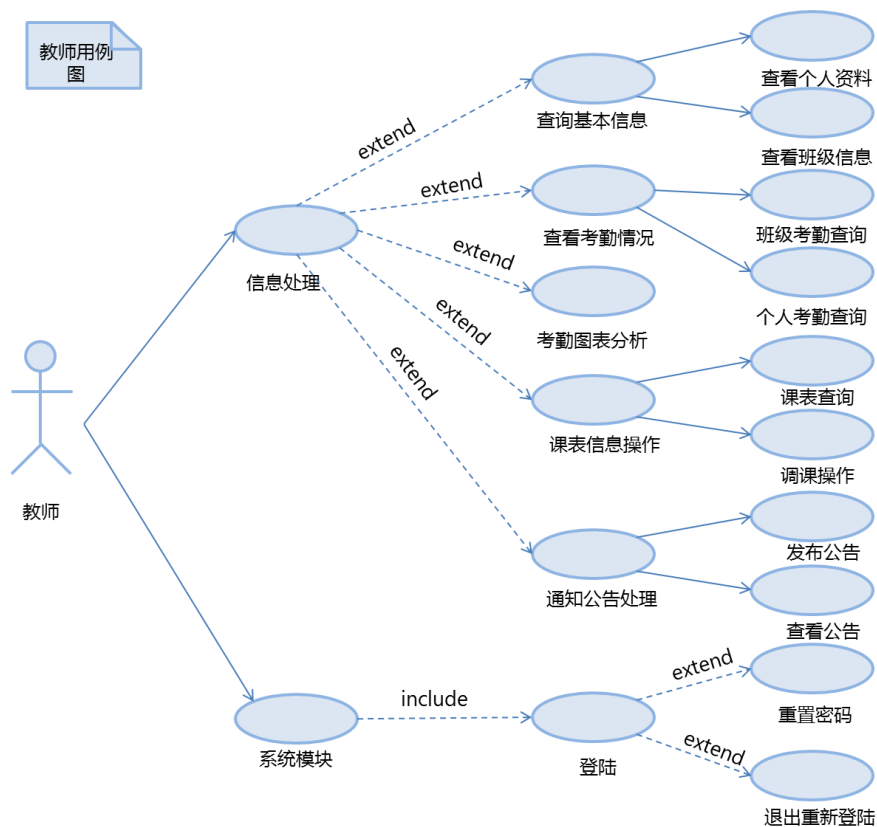 教师用例
图
查看个人资料
extend
查询基本信息
查看班级信息
extend
查看考勤情况
班级考勤查询
extend
信息处理
个人考勤查询
extend
考勤图表分析
extend
课表查询
课表信息操作
调课操作
教师
发布公告
通知公告处理
查看公告
extend
include
重置密码
系统模块
登陆
extend
退出重新登陆